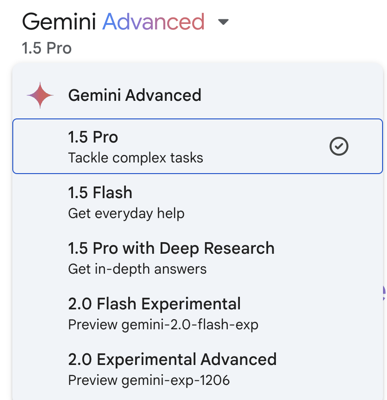 Gemini Advanced
1.5 Pro
Gemini Advanced
1.5 Pro
Tackle complex tasks
1.5 Flash
Get everyday help
1.5 Pro with Deep Research
Get in-depth answers
2.0 Flash Experimental
Preview gemini-2.0-flash-exp
2.0 Experimental Advanced
Preview gemini-exp-1206